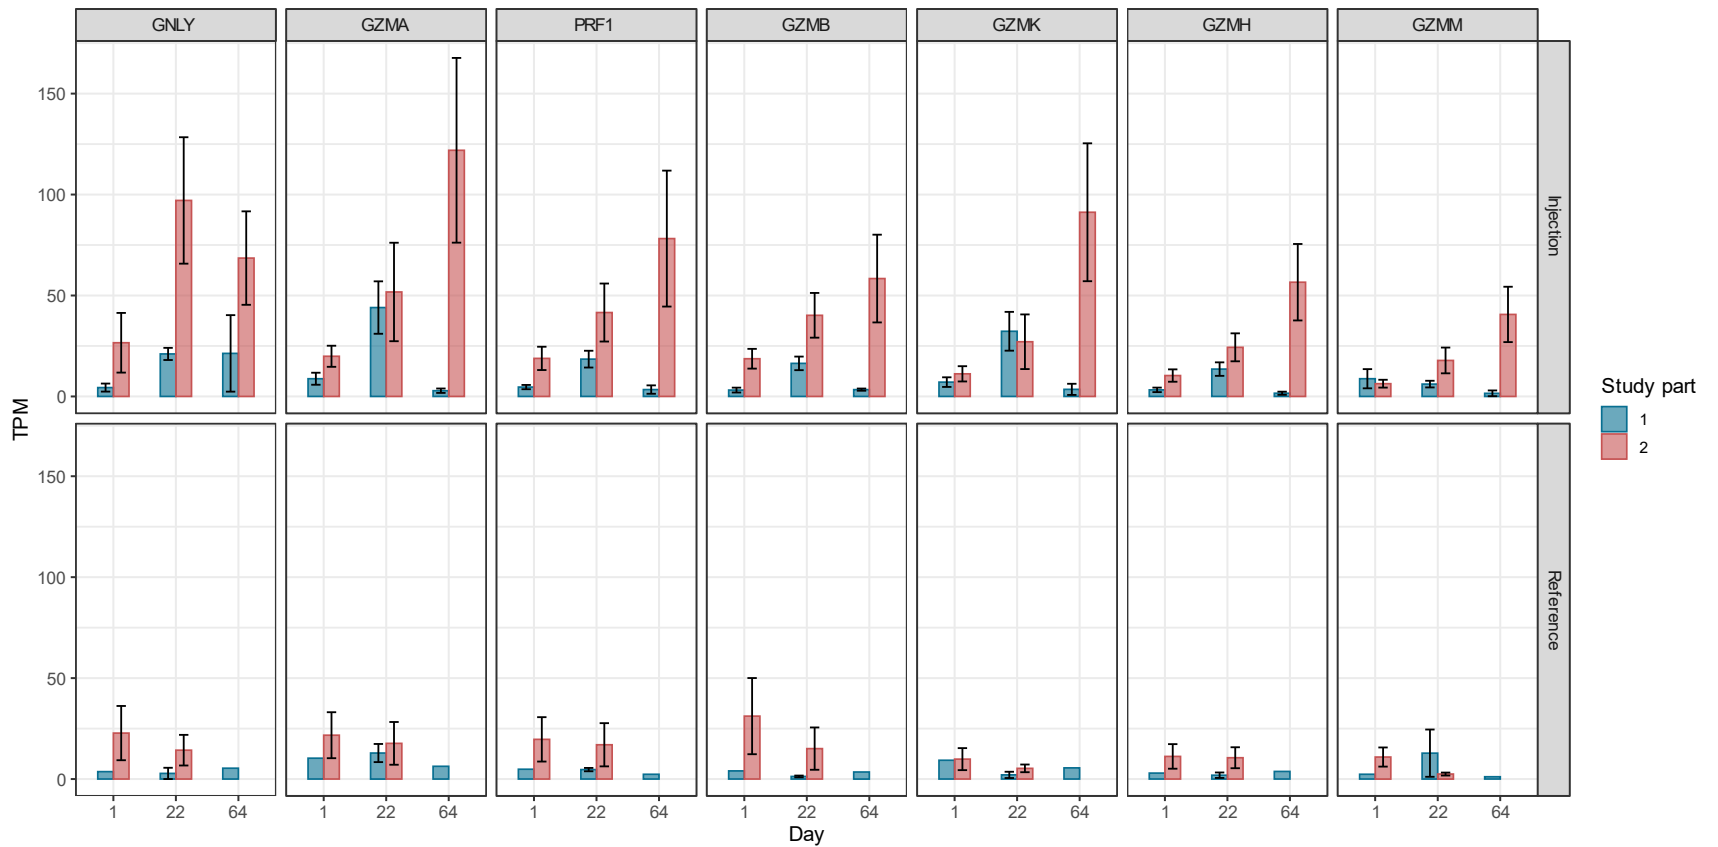 GNLY GZMA PRF1 GZMB GZMK GZMH GZMM
150
100
50
0
Injection
TPM
150
100
50
0
Reference
Study part
1
2
1 22 64 1 22 64 1 22 64 1 22 64 1 22 64 1 22 64 1 22 64
Day